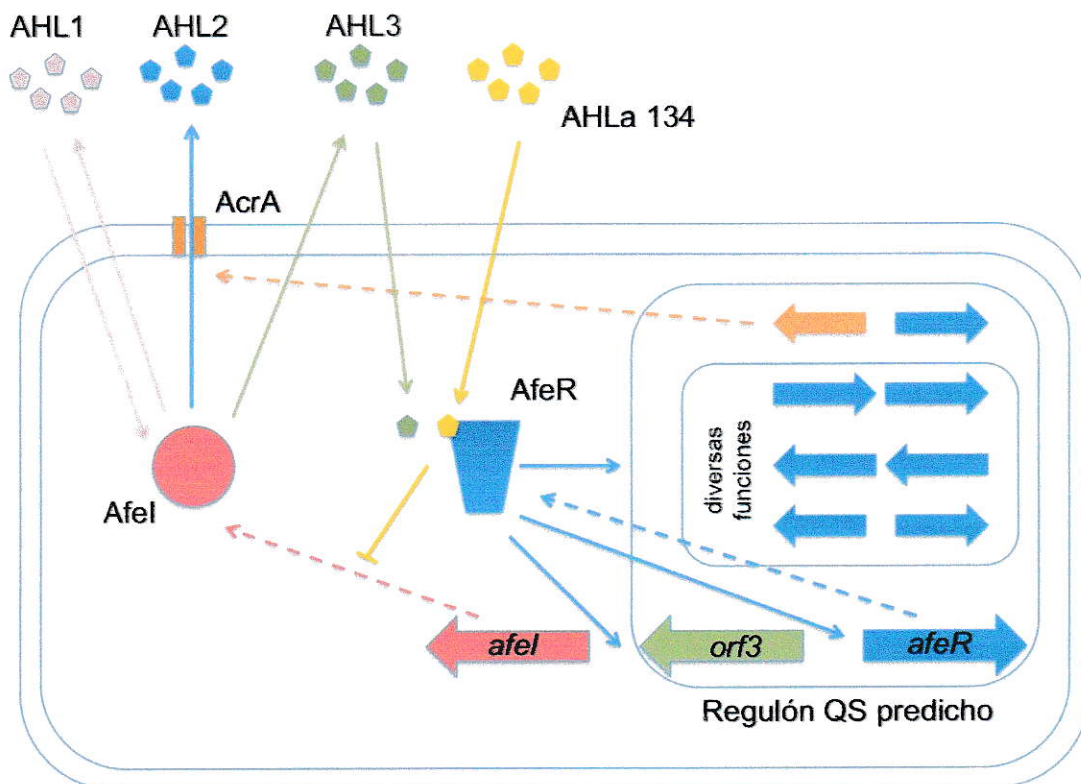 AHL1
AHL2
AHL3
AHLa 134
AcrA
AfeR
AfeI
diversas
funciones
afeI
orf3
afeR
Regulón QS predicho